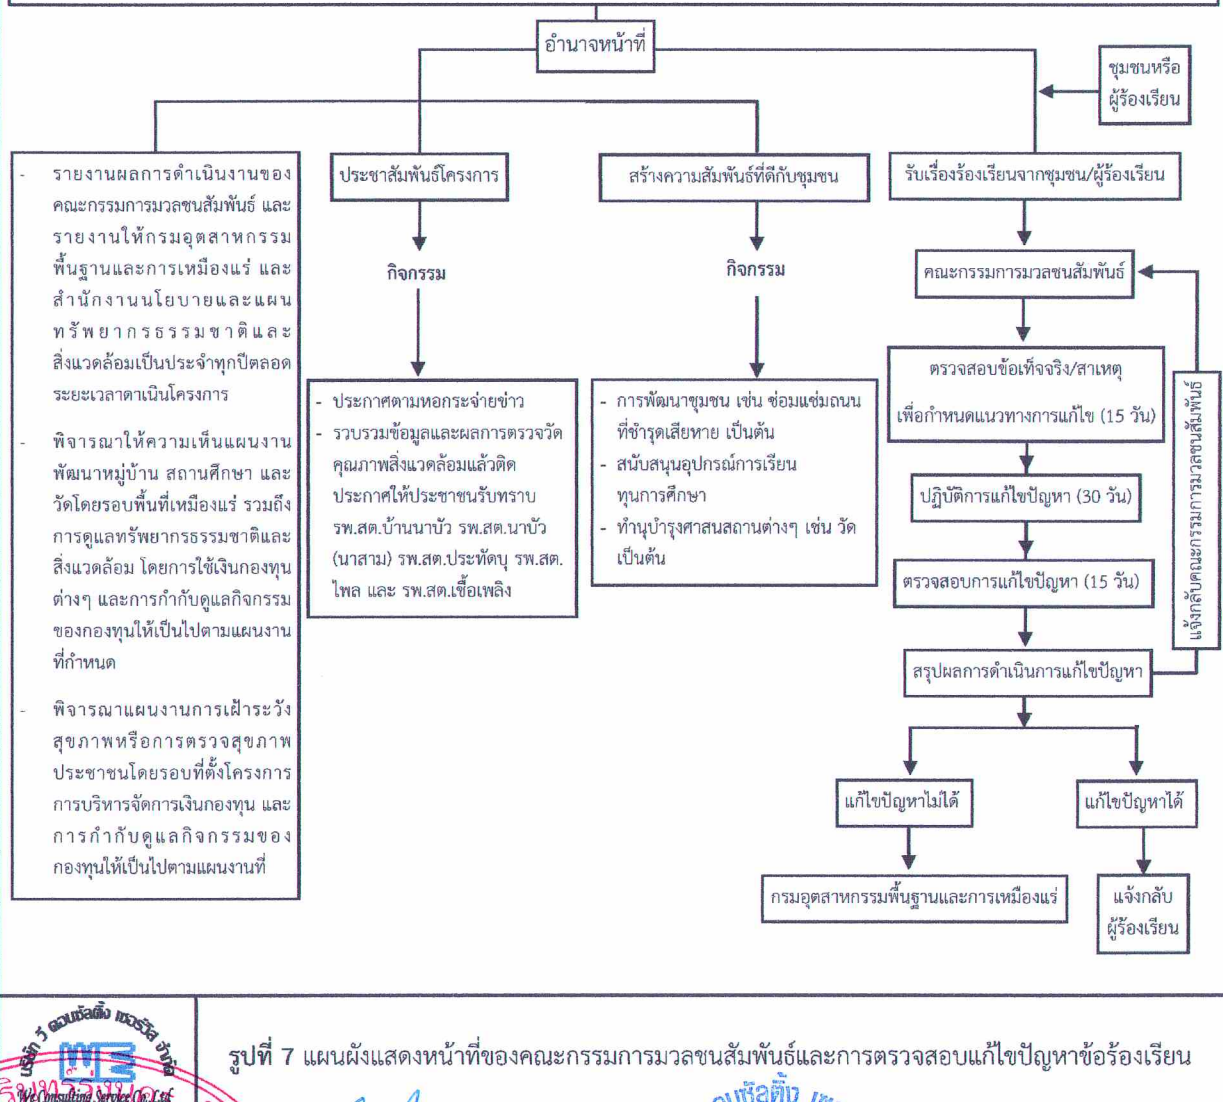 อำนาจหน้าที่
ชุมชนหรือ
ผู้ร้องเรียน
- รายงานผลการดำเนินงานของ
คณะกรรมการมวลชนสัมพันธ์ และ
รายงานให้กรมอุตสาหกรรม
พื้นฐานและการเหมืองแร่ และ
สำนักงานนโยบายและแผน
ทรัพยากรธรรมชาติและ
สิ่งแวดล้อมเป็นประจำทุกปีตลอด
ระยะเวลาดาเนินโครงการ
- พิจารณาให้ความเห็นแผนงาน
พัฒนาหมู่บ้าน สถานศึกษา และ
วัดโดยรอบพื้นที่เหมืองแร่ รวมถึง
การดูแลทรัพยากรธรรมชาติและ
สิ่งแวดล้อม โดยการใช้เงินกองทุน
ต่างๆ และการกำกับดูแลกิจกรรม
ของกองทุนให้เป็นไปตามแผนงาน
ที่กำหนด
- พิจารณาแผนงานการเฝ้าระวัง
สุขภาพหรือการตรวจสุขภาพ
ประชาชนโดยรอบที่ตั้งโครงการ
การบริหารจัดการเงินกองทุน และ
การกำกับดูแลกิจกรรมของ
กองทุนให้เป็นไปตามแผนงานที่
ประชาสัมพันธ์โครงการ
กิจกรรม
- ประกาศตามหอกระจ่ายข่าว
- รวบรวมข้อมูลและผลการตรวจวัด
คุณภาพสิ่งแวดล้อมแล้วติด
ประกาศให้ประชาชนรับทราบ
รพ.สต.บ้านนาบัว รพ.สต.นาบัว
(นาสาม) รพ.สต.ประทัดบุ รพ.สต.
ไพล และ รพ.สต.เชื้อเพลิง
สร้างความสัมพันธ์ที่ดีกับชุมชน
กิจกรรม
- การพัฒนาชุมชน เช่น ซ่อมแซ่มถนน
ที่ชำรุดเสียหาย เป็นต้น
- สนับสนุนอุปกรณ์การเรียน
ทุนการศึกษา
- ทำนุบำรุงศาสนสถานต่างๆ เช่น วัด
เป็นต้น
รับเรื่องร้องเรียนจากชุมชน/ผู้ร้องเรียน
คณะกรรมการมวลชนสัมพันธ์
ตรวจสอบข้อเท็จจริง/สาเหตุ
เพื่อกำหนดแนวทางการแก้ไข (15 วัน)
ปฏิบัติการแก้ไขปัญหา (30 วัน)
ตรวจสอบการแก้ไขปัญหา (15 วัน)
สรุปผลการดำเนินการแก้ไขปัญหา
แจ้งกลับคณะกรรมการมวลชนสัมพันธ์
แก้ไขปัญหาไม่ได้
แก้ไขปัญหาได้
กรมอุตสาหกรรมพื้นฐานและการเหมืองแร่
แจ้งกลับ
ผู้ร้องเรียน
บริษัท วี คอนซัลติ้ง เซอร์วิส จำกัด
We Consulting Service Co., Ltd.
รูปที่ 7 แผนผังแสดงหน้าที่ของคณะกรรมการมวลชนสัมพันธ์และการตรวจสอบแก้ไขปัญหาข้อร้องเรียน